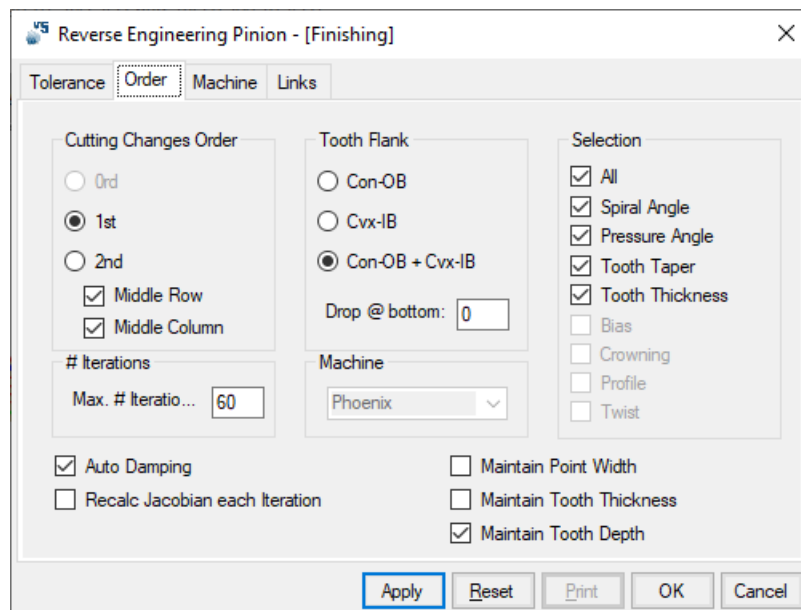 Reverse Engineering Pinion - [Finishing]
Tolerance Order Machine Links
Cutting Changes Order
0rd
1st
2nd
Middle Row
Middle Column
Tooth Flank
Con-OB
Cvx-IB
Con-OB + Cvx-IB
Drop @ bottom: 0
Selection
All
Spiral Angle
Pressure Angle
Tooth Taper
Tooth Thickness
Bias
Crowning
Profile
Twist
# Iterations
Max. # Iteratio... 60
Machine
Phoenix
Auto Damping
Recalc Jacobian each Iteration
Maintain Point Width
Maintain Tooth Thickness
Maintain Tooth Depth
Apply Reset Print OK Cancel